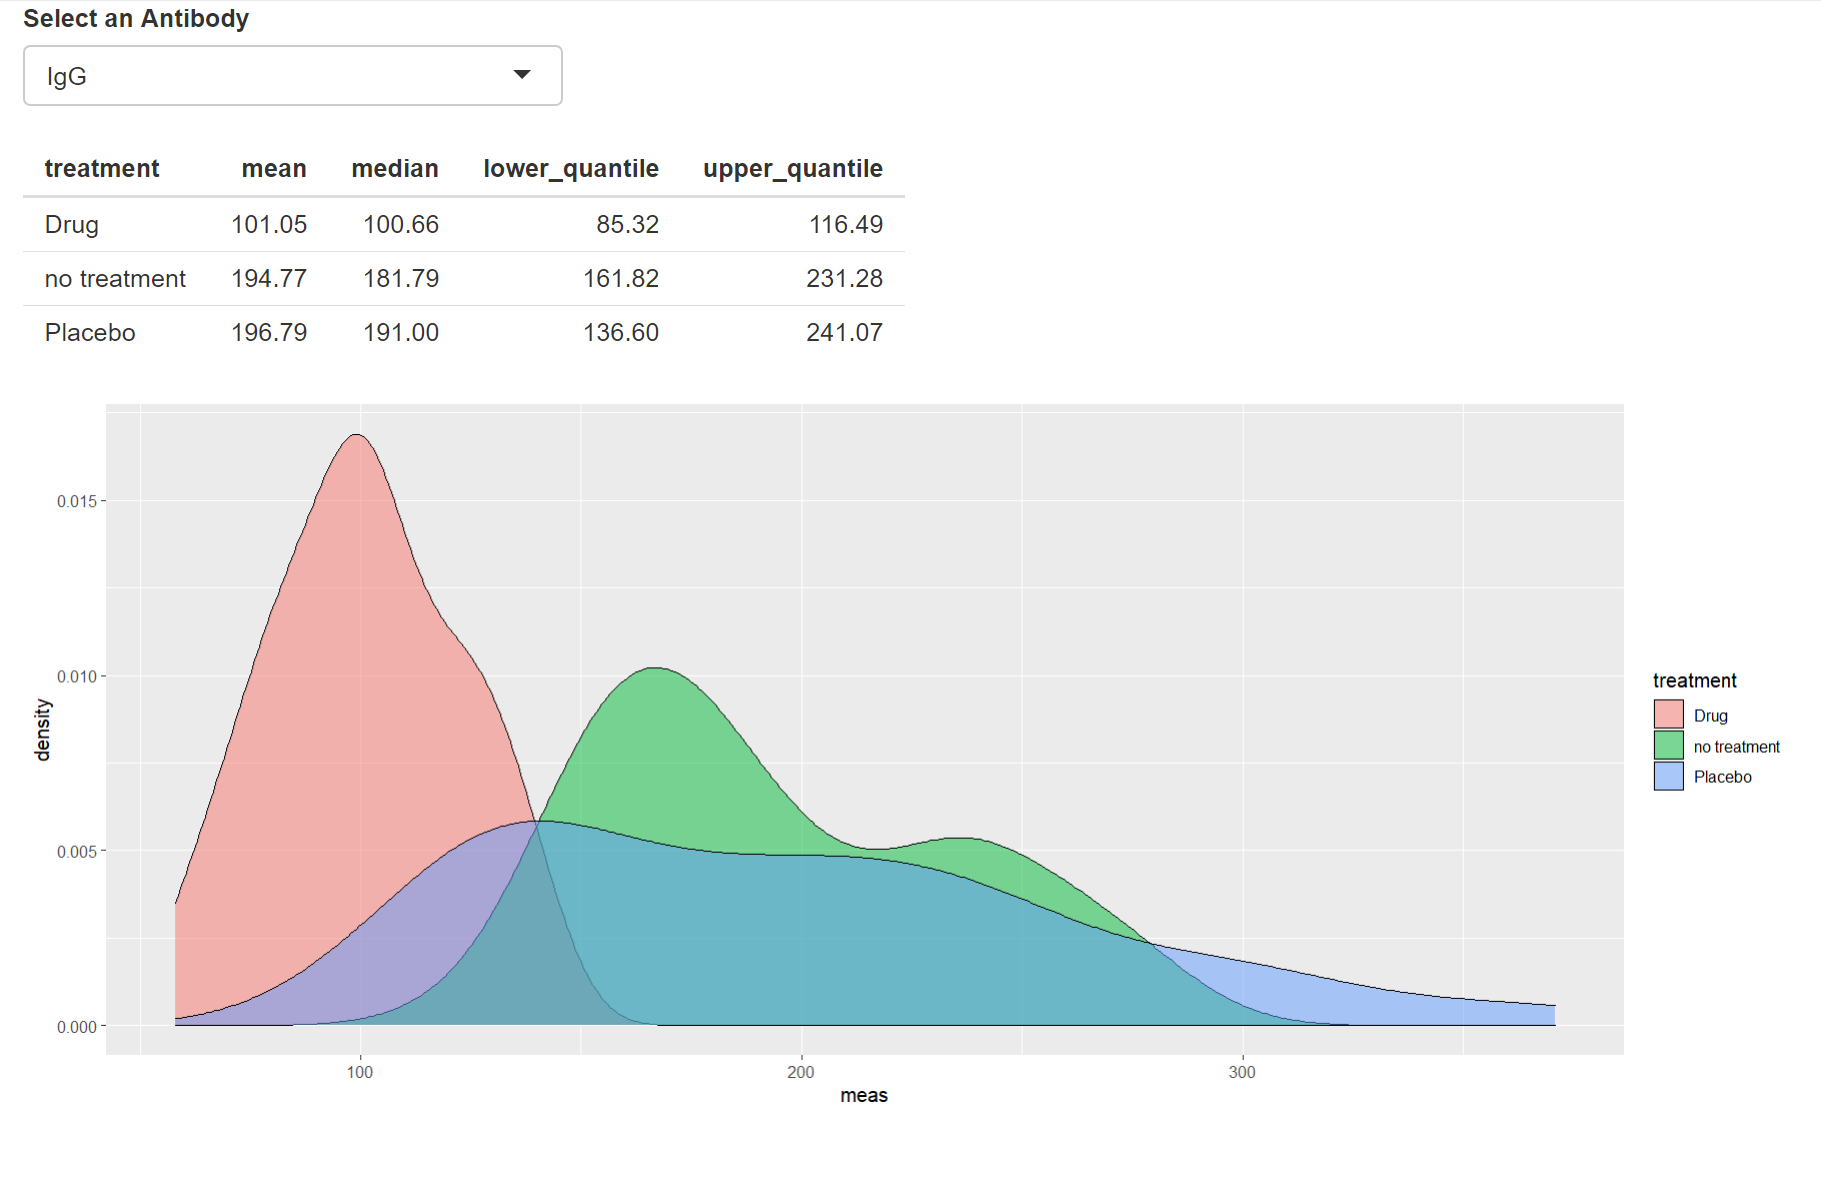 Select an Antibody
IgG
treatment mean median lower_quantile upper_quantile
Drug 101.05 100.66 85.32 116.49
no treatment 194.77 181.79 161.82 231.28
Placebo 196.79 191.00 136.60 241.07
0.015
0.010
0.005
0.000
density
100 200 300
meas
treatment
Drug
no treatment
Placebo